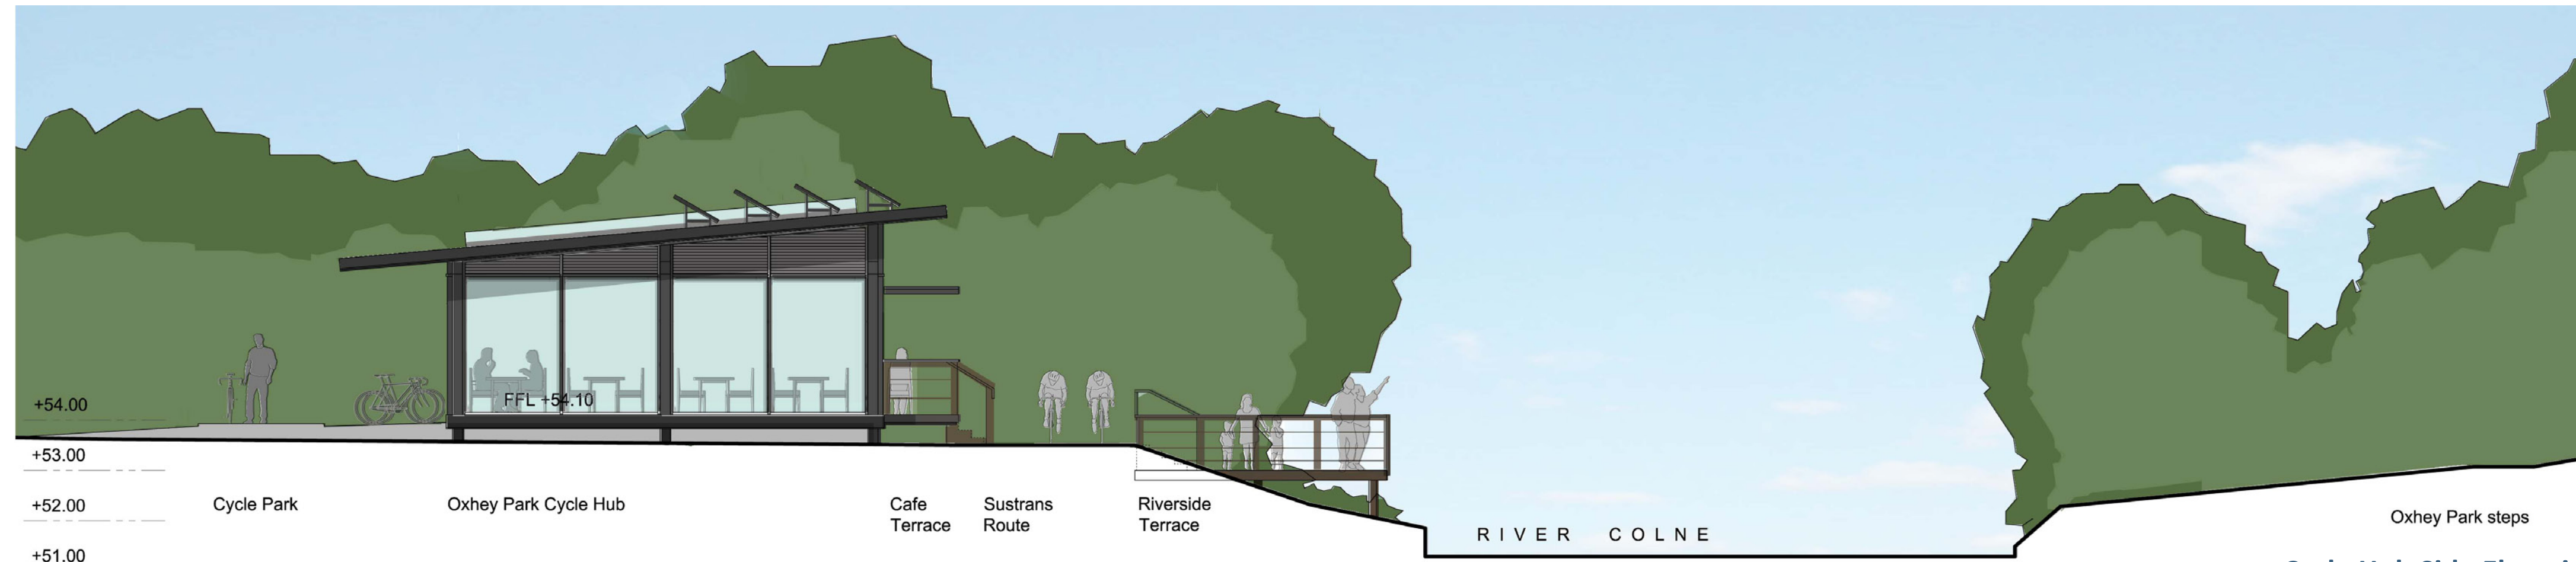 +54.00
FFL +54.10
+53.00
+52.00
+51.00
Cycle Park
Oxhey Park Cycle Hub
Cafe
Terrace
Sustrans
Route
Riverside
Terrace
RIVER COLNE
Oxhey Park steps